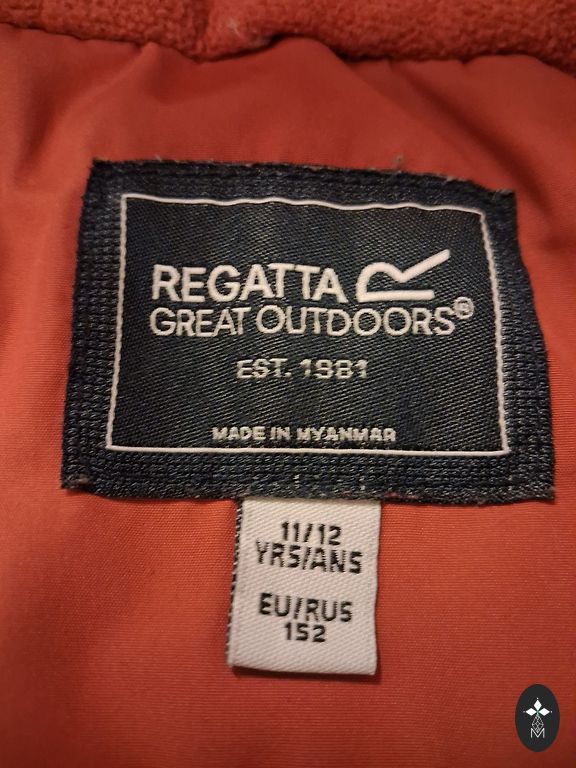 REGATTA R
GREAT OUTDOORS®
EST. 1981
MADE IN MYANMAR
11/12
YRS/ANS
EU/RUS
152
M